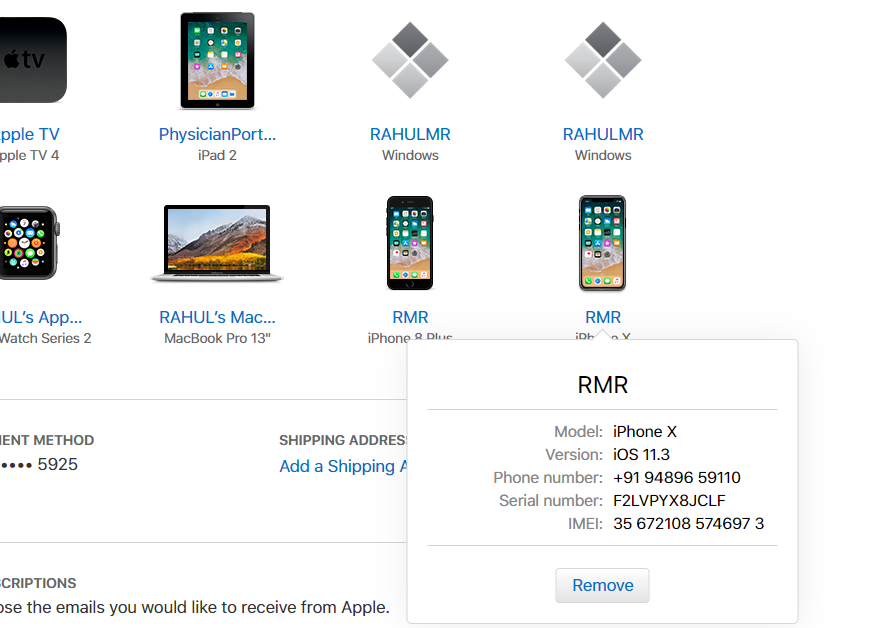 tv
pple TV
PhysicianPort...
RAHULMR
RAHULMR
pple TV 4
iPad 2
Windows
Windows
UL's App...
RAHUL's Mac...
RMR
RMR
Watch Series 2
MacBook Pro 13"
iPhone 8 Plus
iPhone X
RMR
Model: iPhone X
Version: iOS 11.3
Phone number: +91 94896 59110
Serial number: F2LVPYX8JCLF
IMEI: 35 672108 574697 3
Remove
MENT METHOD
•••• 5925
SHIPPING ADDRES
Add a Shipping A
SCRIPTIONS
ose the emails you would like to receive from Apple.